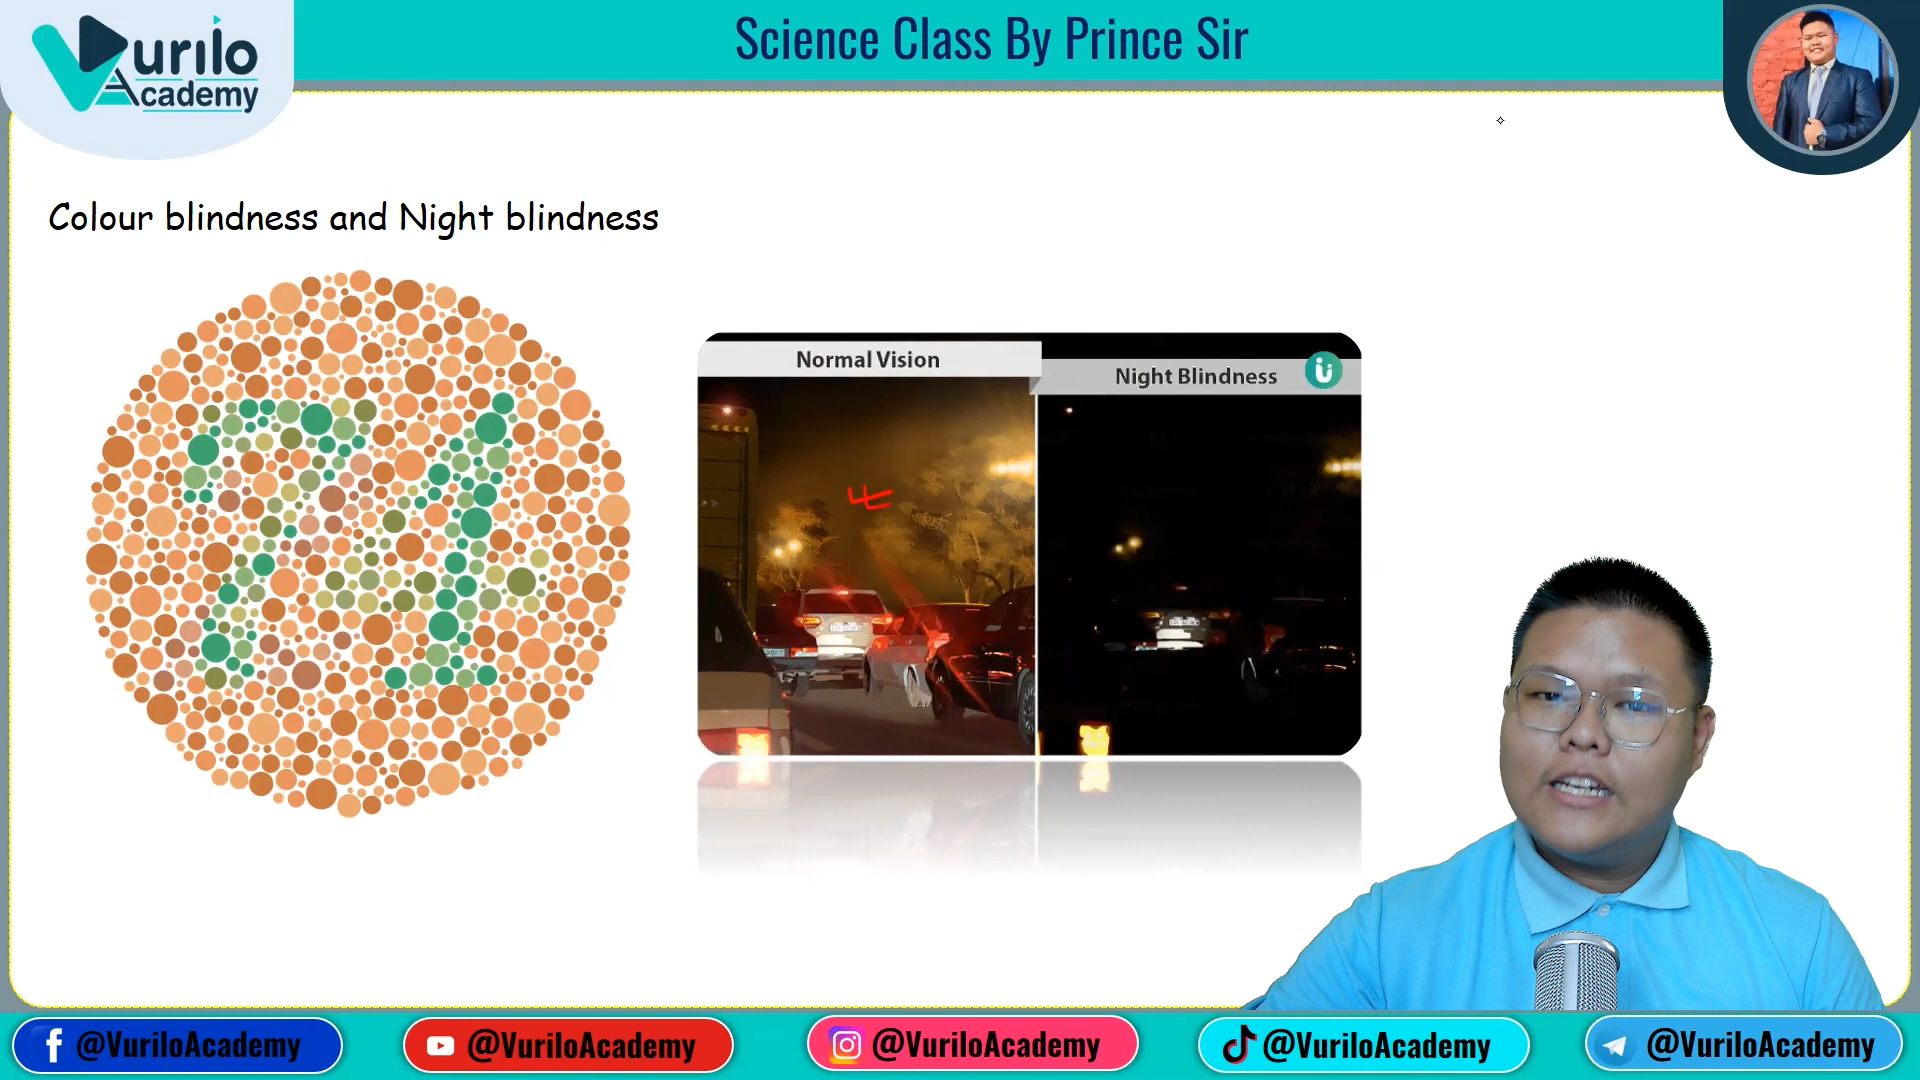 Vurilo
Academy
Science Class By Prince Sir
Colour blindness and Night blindness
74
Normal Vision
Night Blindness
@VuriloAcademy
@VuriloAcademy
@VuriloAcademy
@VuriloAcademy
@VuriloAcademy